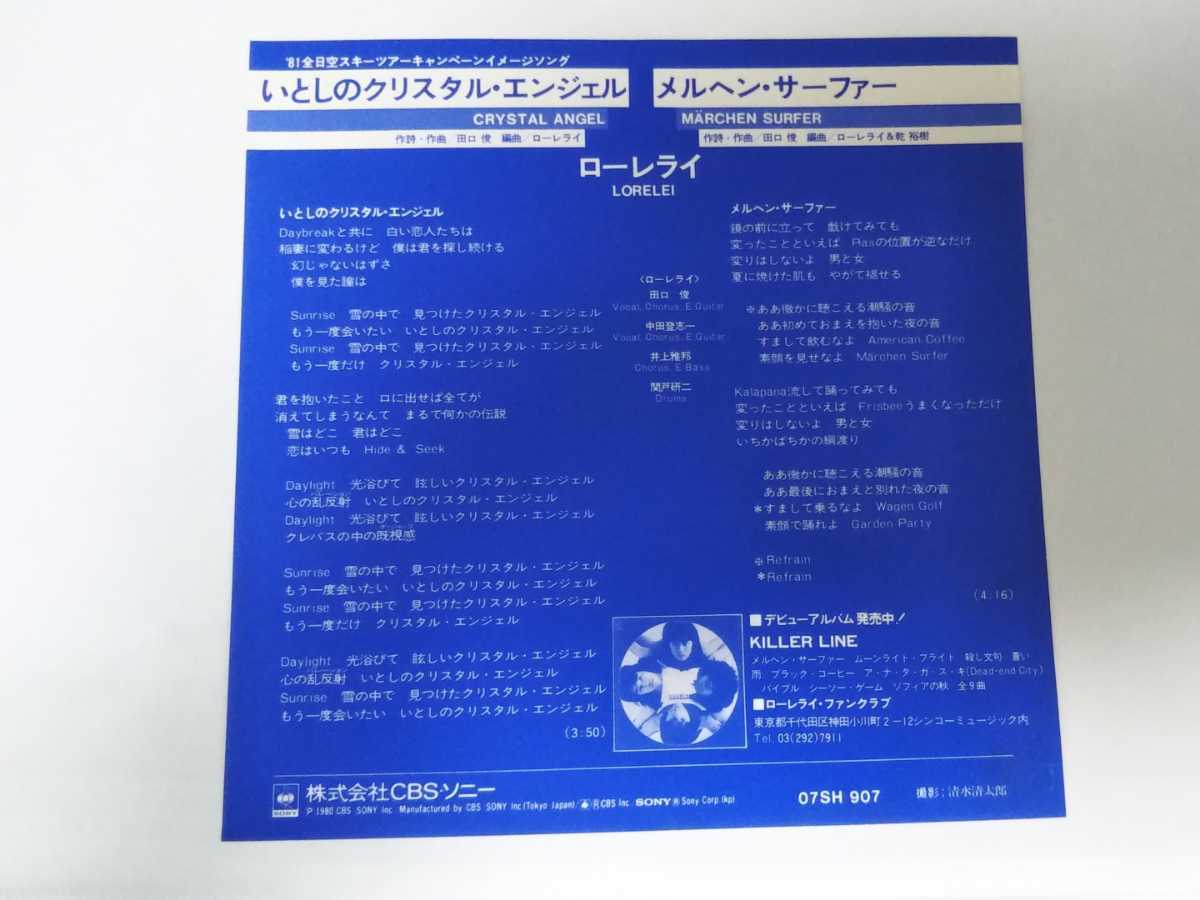 '81全日空スキーツアーキャンペーンイメージソング
いとしのクリスタル・エンジェル
CRYSTAL ANGEL
作詩・作曲/田口 俊 編曲/ローレライ
メルヘン・サーファー
MÄRCHEN SURFER
作詩・作曲/田口 俊 編曲/ローレライ&乾 裕樹
ローレライ
LORELEI
いとしのクリスタル・エンジェル
Daybreakと共に 白い恋人たちは
稲妻に変わるけど 僕は君を探し続ける
幻じゃないはずさ
僕を見た瞳は
Sunrise 雪の中で 見つけたクリスタル・エンジェル
もう一度会いたい いとしのクリスタル・エンジェル
Sunrise 雪の中で 見つけたクリスタル・エンジェル
もう一度だけ クリスタル・エンジェル
君を抱いたこと 口に出せば全てが
消えてしまうなんて まるで何かの伝説
雪はどこ 君はどこ
恋はいつも Hide & Seek
Daylight 光浴びて 眩しいクリスタル・エンジェル
心の乱反射 いとしのクリスタル・エンジェル
Daylight 光浴びて 眩しいクリスタル・エンジェル
クレバスの中の既視感
Sunrise 雪の中で 見つけたクリスタル・エンジェル
もう一度会いたい いとしのクリスタル・エンジェル
Sunrise 雪の中で 見つけたクリスタル・エンジェル
もう一度だけ クリスタル・エンジェル
Daylight 光浴びて 眩しいクリスタル・エンジェル
心の乱反射 いとしのクリスタル・エンジェル
Sunrise 雪の中で 見つけたクリスタル・エンジェル
もう一度会いたい いとしのクリスタル・エンジェル
(3:50)
〈ローレライ〉
田口 俊
Vocal, Chorus, E.Guitar
中田登志一
Vocal, Chorus, E.Guitar
井上雅邦
Chorus, E.Bass
関戸研二
Drums
メルヘン・サーファー
鏡の前に立って 戯けてみても
変ったことといえば Rasの位置が逆なだけ
変りはしないよ 男と女
夏に焼けた肌も やがて褪せる
※ああ微かに聴こえる潮騒の音
ああ初めておまえを抱いた夜の音
すまして飲むなよ American Coffee
素顔を見せなよ Märchen Surfer
Kalapana流して踊ってみても
変ったことといえば Frisbeeうまくなっただけ
変りはしないよ 男と女
いちかばちかの綱渡り
ああ微かに聴こえる潮騒の音
ああ最後におまえと別れた夜の音
*すまして乗るなよ Wagen Golf
素顔で踊れよ Garden Party
※Refrain
*Refrain
(4:16)
■デビューアルバム発売中!
KILLER LINE
メルヘン・サーファー ムーンライト・フライト 殺し文句 蒼い
雨 ブラック・コーヒー ア・ナ・タ・ガ・ス・キ(Dead-end City)
バイブル シーソー・ゲーム ソフィアの秋 全9曲
■ローレライ・ファンクラブ
東京都千代田区神田小川町2-12シンコーミュージック内
Tel. 03(292)7911
SONY
株式会社CBS・ソニー
Ⓟ 1980 CBS SONY Inc. Manufactured by CBS SONY Inc (Tokyo Japan)/ ® CBS Inc./SONY ® Sony Corp. (kp)
07SH 907
撮影:清水清太郎